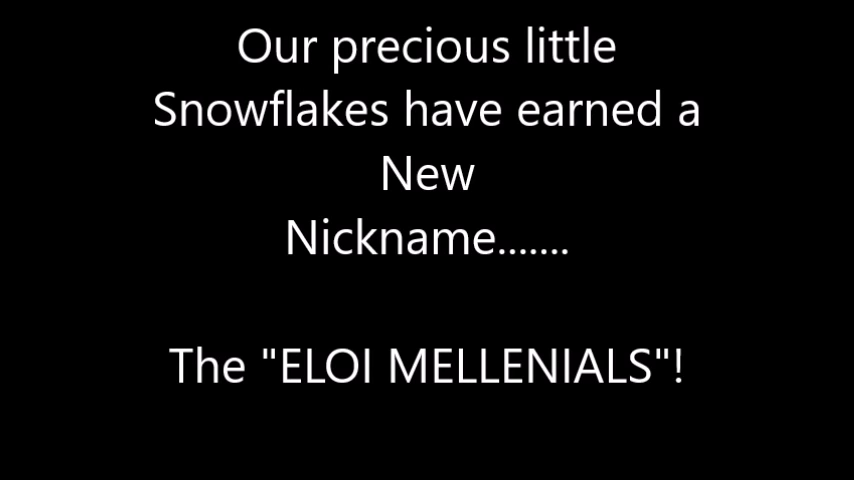 Our precious little
Snowflakes have earned a
New
Nickname.......
The "ELOI MELLENIALS"!